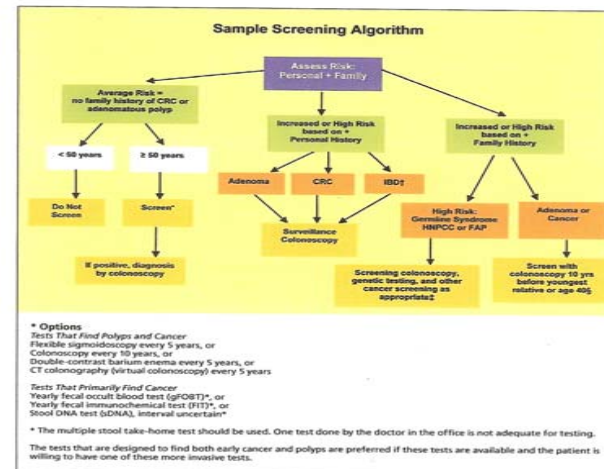 Sample Screening Algorithm
Assess Risk:
Personal + Family
Average Risk =
no family history of CRC or
adenomatous polyp
< 50 years
≥ 50 years
Do Not
Screen
Screen*
If positive, diagnosis
by colonoscopy
Increased or High Risk
based on +
Personal History
Adenoma
CRC
IBD†
Surveillance
Colonoscopy
Increased or High Risk
based on +
Family History
High Risk:
Germline Syndrome
HNPCC or FAP
Adenoma or
Cancer
Screening colonoscopy,
genetic testing, and other
cancer screening as
appropriate‡
Screen with
colonoscopy 10 yrs
before youngest
relative or age 40§
* Options
Tests That Find Polyps and Cancer
Flexible sigmoidoscopy every 5 years, or
Colonoscopy every 10 years, or
Double-contrast barium enema every 5 years, or
CT colonography (virtual colonoscopy) every 5 years
Tests That Primarily Find Cancer
Yearly fecal occult blood test (gFOBT)*, or
Yearly fecal immunochemical test (FIT)*, or
Stool DNA test (sDNA), interval uncertain*
* The multiple stool take-home test should be used. One test done by the doctor in the office is not adequate for testing.
The tests that are designed to find both early cancer and polyps are preferred if these tests are available and the patient is
willing to have one of these more invasive tests.